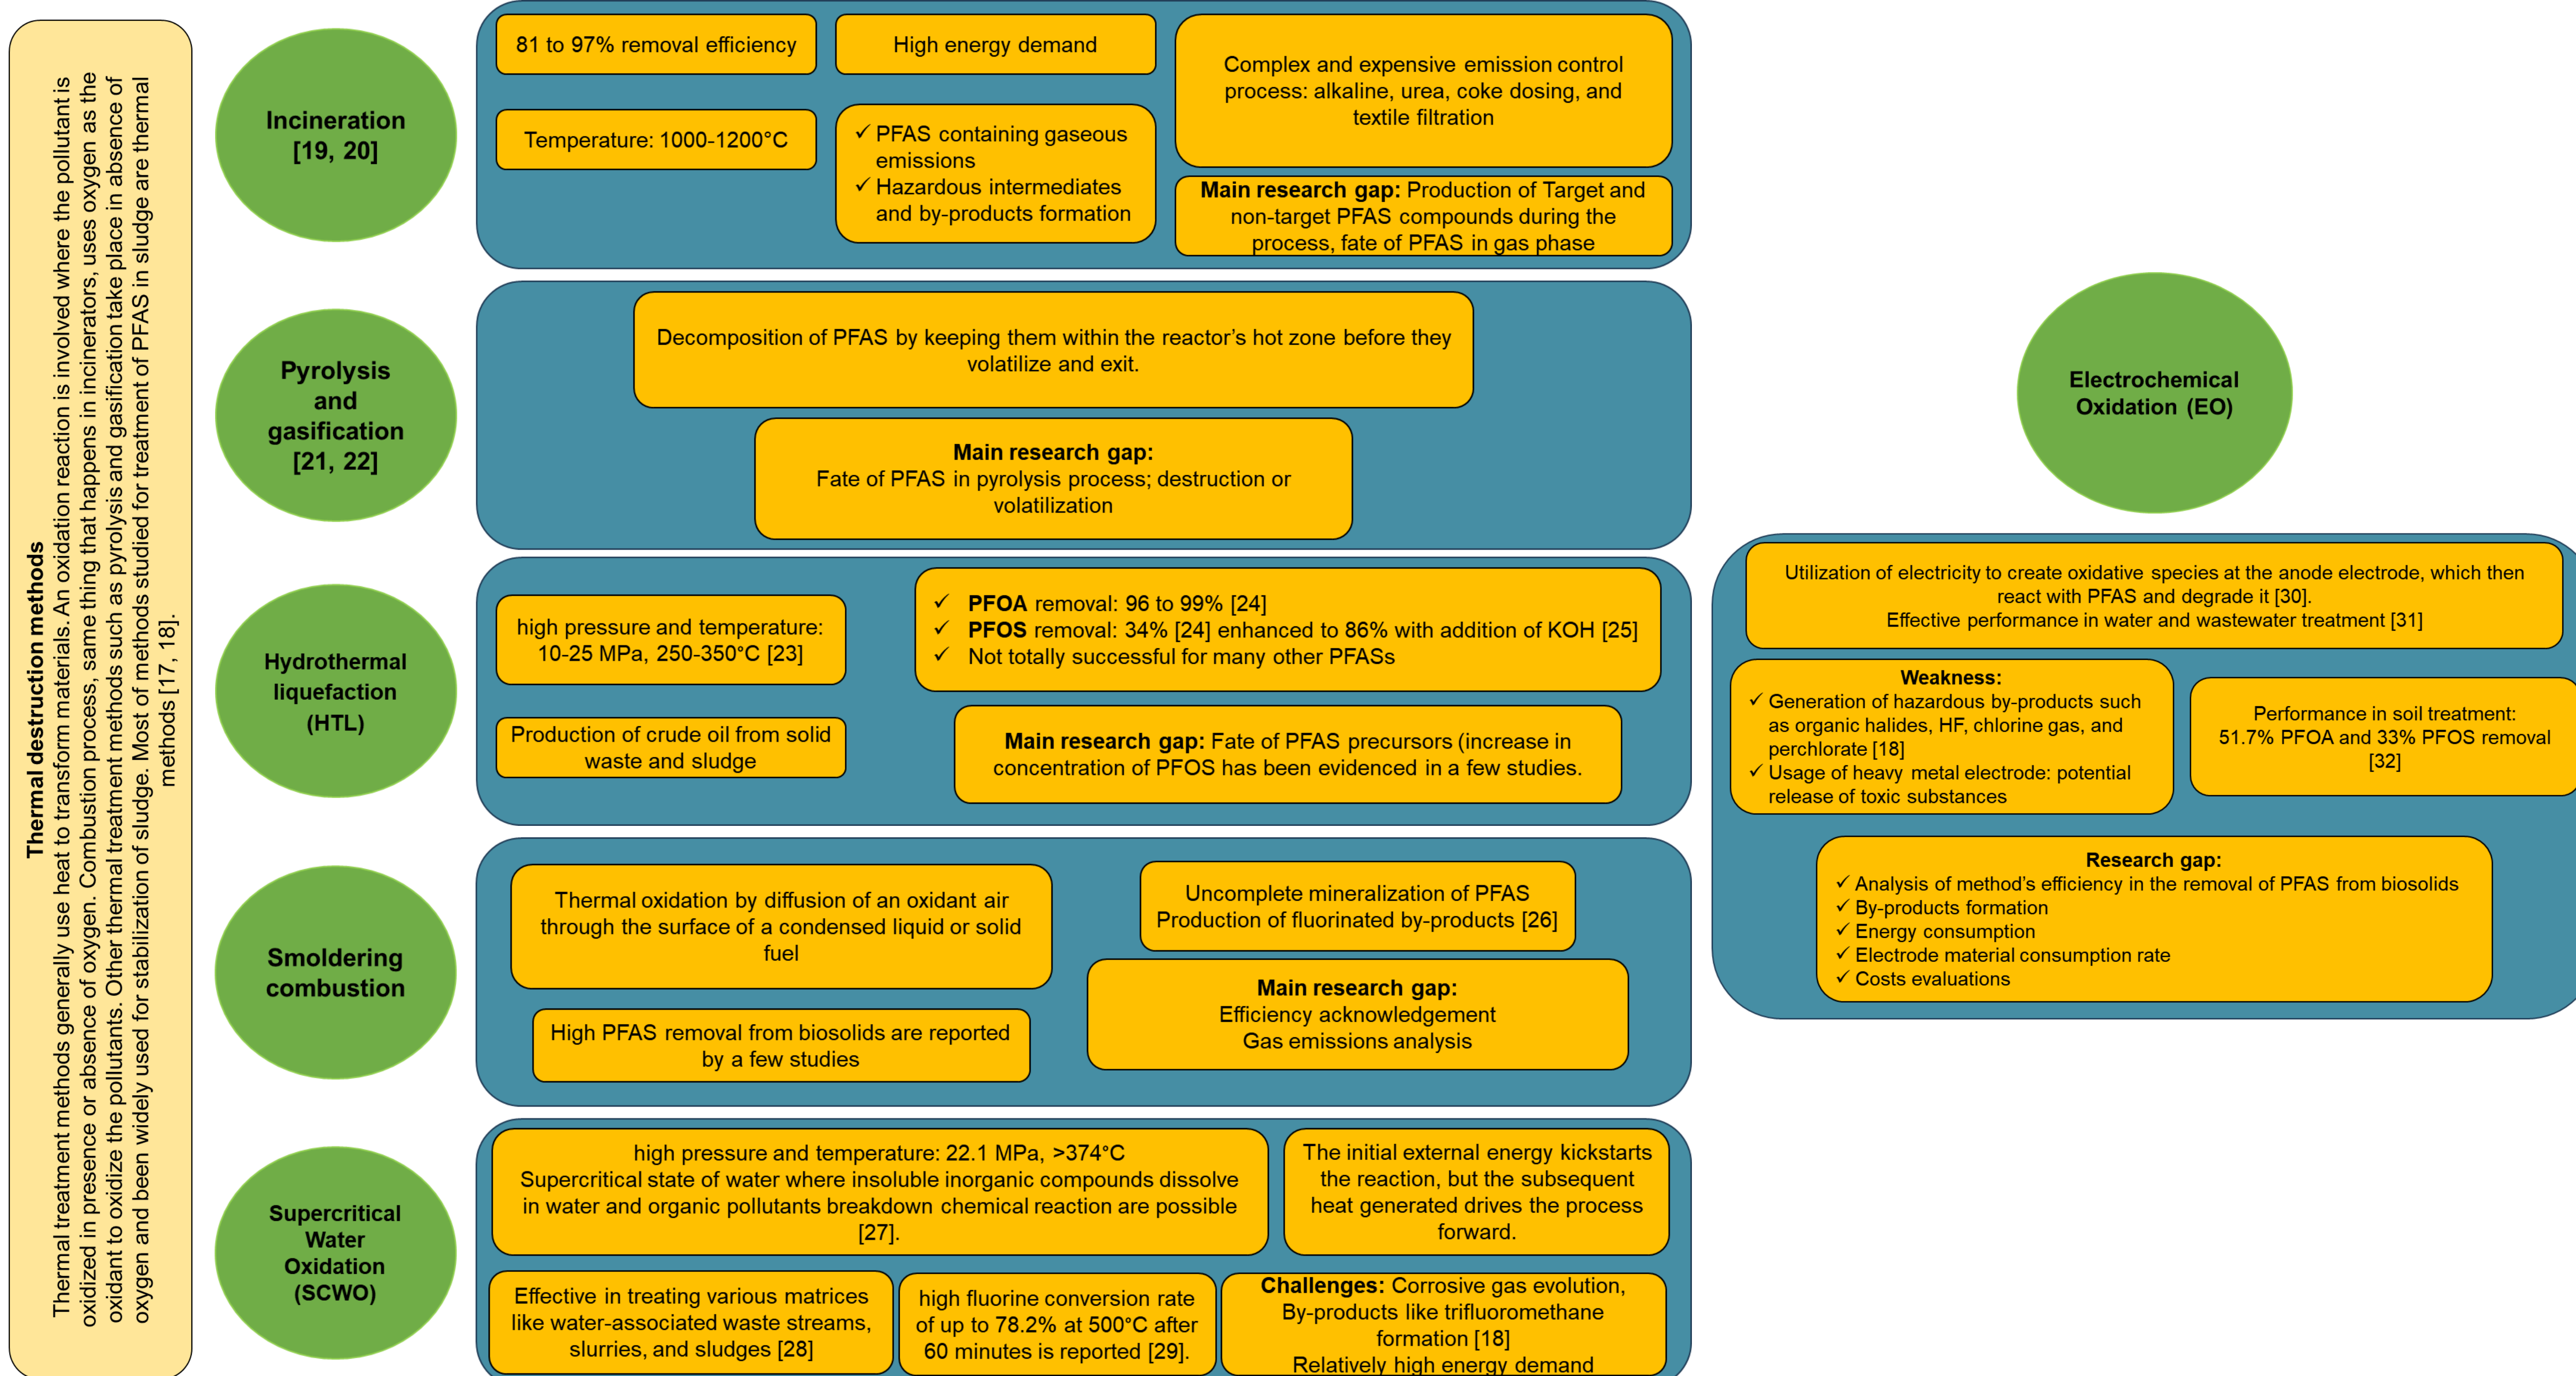 Thermal destruction methods
Thermal treatment methods generally use heat to transform materials. An oxidation reaction is involved where the pollutant is
oxidized in presence or absence of oxygen. Combustion process, same thing that happens in incinerators, uses oxygen as the
oxidant to oxidize the pollutants. Other thermal treatment methods such as pyrolysis and gasification take place in absence of
oxygen and been widely used for stabilization of sludge. Most of methods studied for treatment of PFAS in sludge are thermal
methods [17, 18].
Incineration
[19, 20]
81 to 97% removal efficiency
High energy demand
Complex and expensive emission control
process: alkaline, urea, coke dosing, and
textile filtration
Temperature: 1000-1200°C
✓ PFAS containing gaseous
emissions
✓ Hazardous intermediates
and by-products formation
Main research gap: Production of Target and
non-target PFAS compounds during the
process, fate of PFAS in gas phase
Pyrolysis
and
gasification
[21, 22]
Decomposition of PFAS by keeping them within the reactor’s hot zone before they
volatilize and exit.
Main research gap:
Fate of PFAS in pyrolysis process; destruction or
volatilization
Hydrothermal
liquefaction
(HTL)
high pressure and temperature:
10-25 MPa, 250-350°C [23]
✓ PFOA removal: 96 to 99% [24]
✓ PFOS removal: 34% [24] enhanced to 86% with addition of KOH [25]
✓ Not totally successful for many other PFASs
Production of crude oil from solid
waste and sludge
Main research gap: Fate of PFAS precursors (increase in
concentration of PFOS has been evidenced in a few studies.
Smoldering
combustion
Thermal oxidation by diffusion of an oxidant air
through the surface of a condensed liquid or solid
fuel
Uncomplete mineralization of PFAS
Production of fluorinated by-products [26]
High PFAS removal from biosolids are reported
by a few studies
Main research gap:
Efficiency acknowledgement
Gas emissions analysis
Supercritical
Water
Oxidation
(SCWO)
high pressure and temperature: 22.1 MPa, >374°C
Supercritical state of water where insoluble inorganic compounds dissolve
in water and organic pollutants breakdown chemical reaction are possible
[27].
The initial external energy kickstarts
the reaction, but the subsequent
heat generated drives the process
forward.
Effective in treating various matrices
like water-associated waste streams,
slurries, and sludges [28]
high fluorine conversion rate
of up to 78.2% at 500°C after
60 minutes is reported [29].
Challenges: Corrosive gas evolution,
By-products like trifluoromethane
formation [18]
Relatively high energy demand
Electrochemical
Oxidation (EO)
Utilization of electricity to create oxidative species at the anode electrode, which then
react with PFAS and degrade it [30].
Effective performance in water and wastewater treatment [31]
Weakness:
✓ Generation of hazardous by-products such
as organic halides, HF, chlorine gas, and
perchlorate [18]
✓ Usage of heavy metal electrode: potential
release of toxic substances
Performance in soil treatment:
51.7% PFOA and 33% PFOS removal
[32]
Research gap:
✓ Analysis of method’s efficiency in the removal of PFAS from biosolids
✓ By-products formation
✓ Energy consumption
✓ Electrode material consumption rate
✓ Costs evaluations